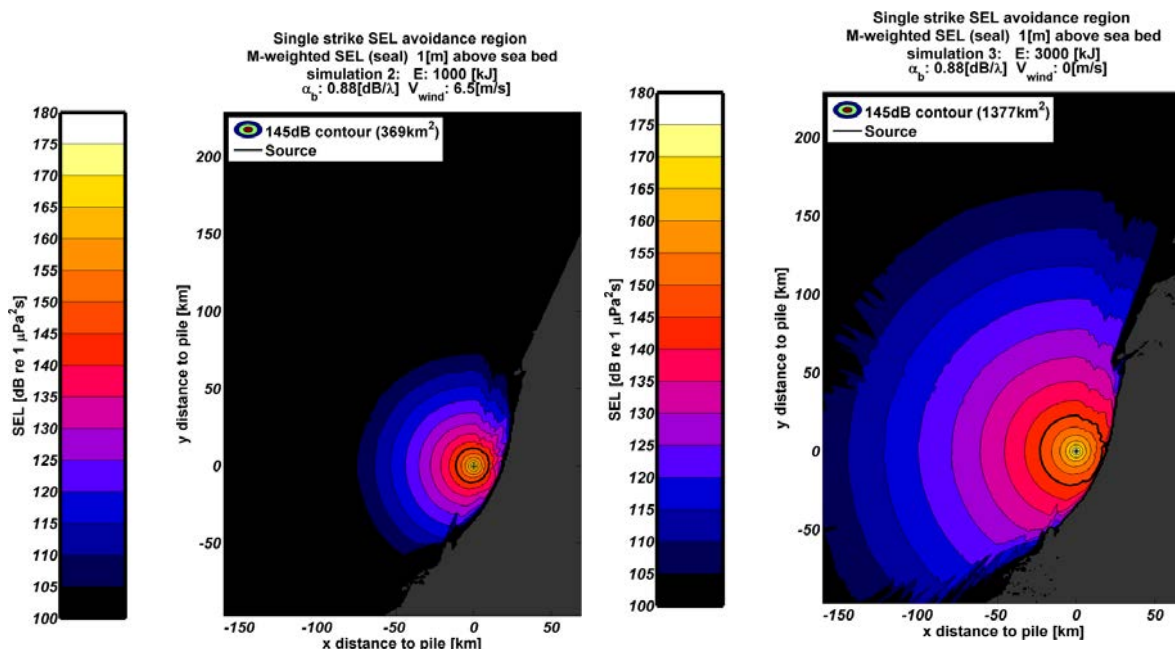 Single strike SEL avoidance region
M-weighted SEL (seal) 1[m] above sea bed
simulation 2: E: 1000 [kJ]
αb: 0.88[dB/λ] Vwind: 6.5[m/s]
180
175
170
165
160
155
150
145
140
135
130
125
120
115
110
105
100
SEL [dB re 1 μPa²s]
145dB contour (369km²)
Source
200
150
100
50
0
-50
y distance to pile [km]
-150 -100 -50 0 50
x distance to pile [km]
Single strike SEL avoidance region
M-weighted SEL (seal) 1[m] above sea bed
simulation 3: E: 3000 [kJ]
αb: 0.88[dB/λ] Vwind: 0[m/s]
180
175
170
165
160
155
150
145
140
135
130
125
120
115
110
105
100
SEL [dB re 1 μPa²s]
145dB contour (1377km²)
Source
200
150
100
50
0
-50
y distance to pile [km]
-150 -100 -50 0 50
x distance to pile [km]